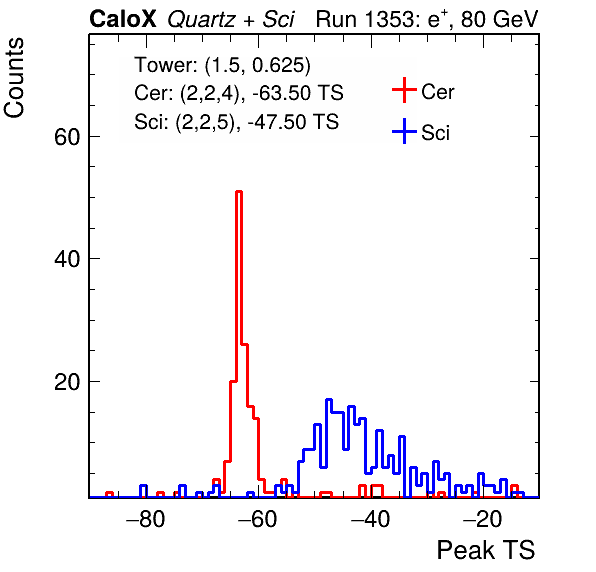 CaloX Quartz + Sci Run 1353: e⁺, 80 GeV
Counts
Tower: (1.5, 0.625)
Cer: (2,2,4), -63.50 TS
Sci: (2,2,5), -47.50 TS
Cer
Sci
60
40
20
−80 −60 −40 −20
Peak TS